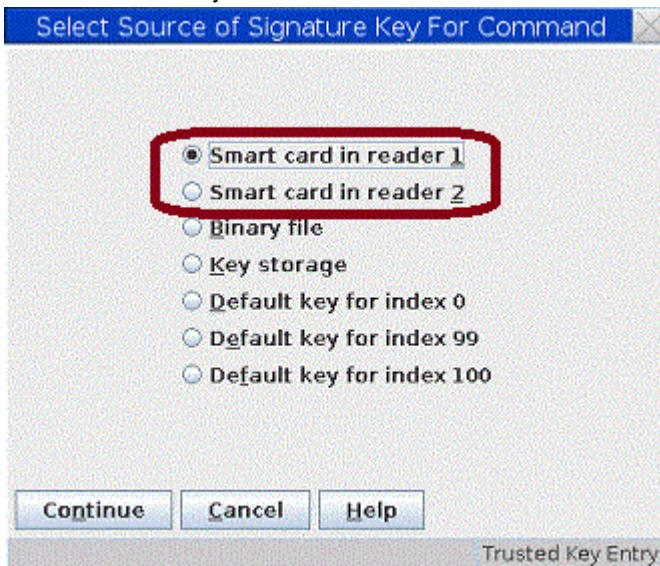 Select Source of Signature Key For Command
Smart card in reader 1
Smart card in reader 2
Binary file
Key storage
Default key for index 0
Default key for index 99
Default key for index 100
Continue Cancel Help
Trusted Key Entry